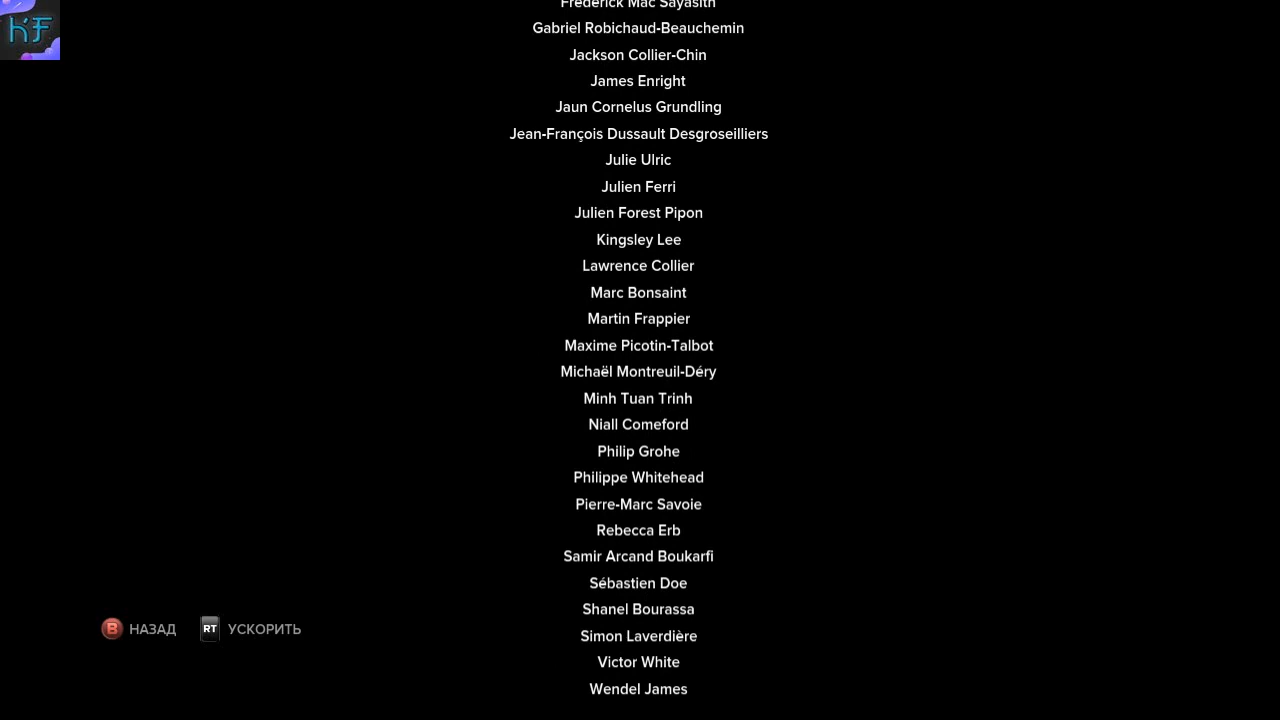 Frederick Mac Sayasith
Gabriel Robichaud-Beauchemin
Jackson Collier-Chin
James Enright
Jaun Cornelus Grundling
Jean-François Dussault Desgroseilliers
Julie Ulric
Julien Ferri
Julien Forest Pipon
Kingsley Lee
Lawrence Collier
Marc Bonsaint
Martin Frappier
Maxime Picotin-Talbot
Michaël Montreuil-Déry
Minh Tuan Trinh
Niall Comeford
Philip Grohe
Philippe Whitehead
Pierre-Marc Savoie
Rebecca Erb
Samir Arcand Boukarfi
Sébastien Doe
Shanel Bourassa
Simon Laverdière
Victor White
Wendel James
B НАЗАД RT УСКОРИТЬ